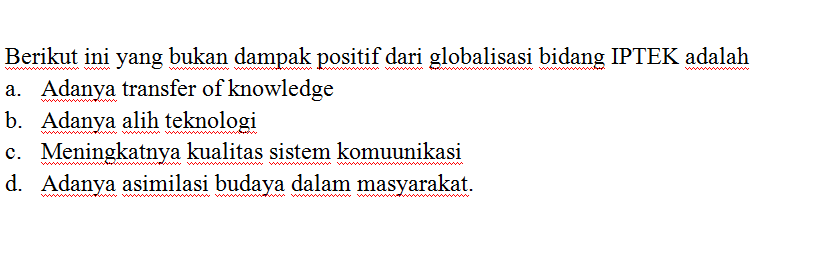 Berikut ini yang bukan dampak positif dari globalisasi bidang IPTEK adalah
a. Adanya transfer of knowledge
b. Adanya alih teknologi
c. Meningkatnya kualitas sistem komuunikasi
d. Adanya asimilasi budaya dalam masyarakat.